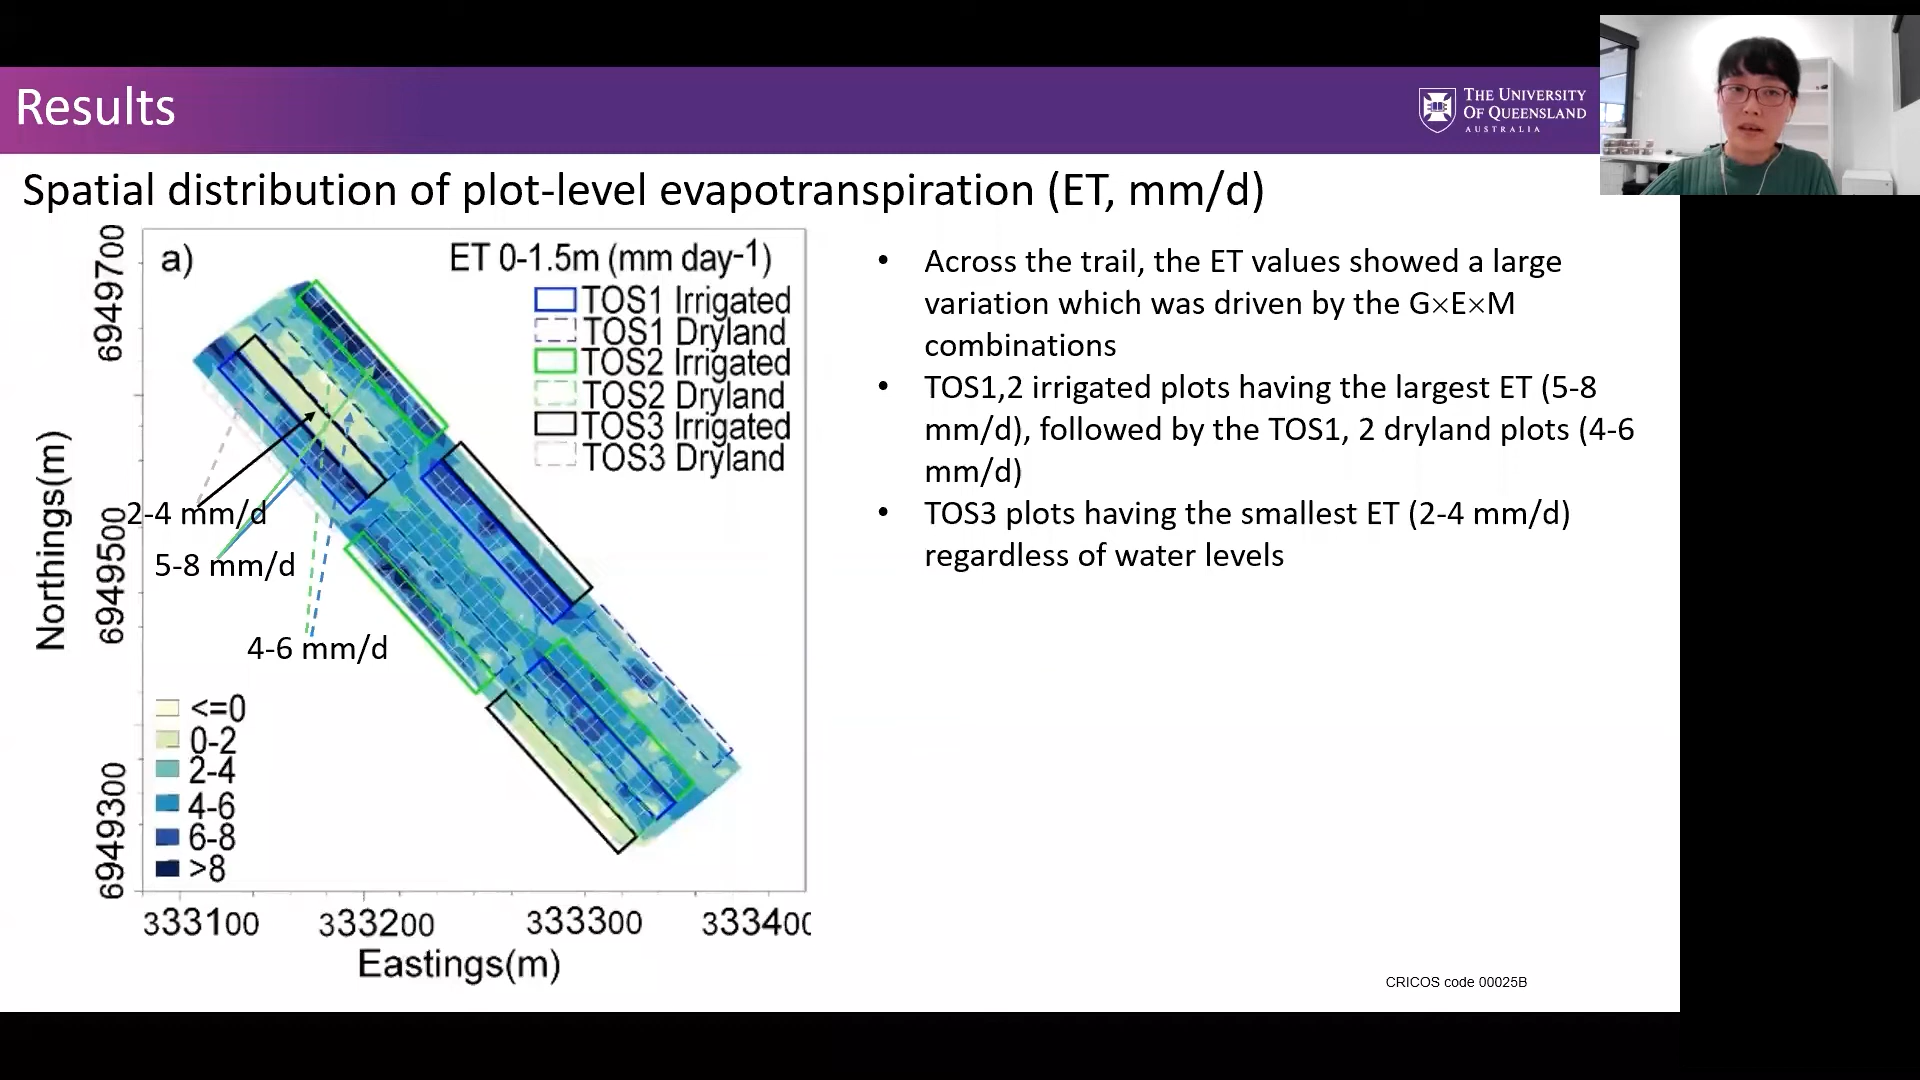 Results
THE UNIVERSITY
OF QUEENSLAND
AUSTRALIA
Spatial distribution of plot-level evapotranspiration (ET, mm/d)
a)
ET 0-1.5m (mm day-1)
TOS1 Irrigated
TOS1 Dryland
TOS2 Irrigated
TOS2 Dryland
TOS3 Irrigated
TOS3 Dryland
Northings(m)
6949700
6949500
6949300
2-4 mm/d
5-8 mm/d
4-6 mm/d
<=0
0-2
2-4
4-6
6-8
>8
333100 333200 333300 333400
Eastings(m)
• Across the trail, the ET values showed a large
variation which was driven by the G×E×M
combinations
• TOS1,2 irrigated plots having the largest ET (5-8
mm/d), followed by the TOS1, 2 dryland plots (4-6
mm/d)
• TOS3 plots having the smallest ET (2-4 mm/d)
regardless of water levels
CRICOS code 00025B